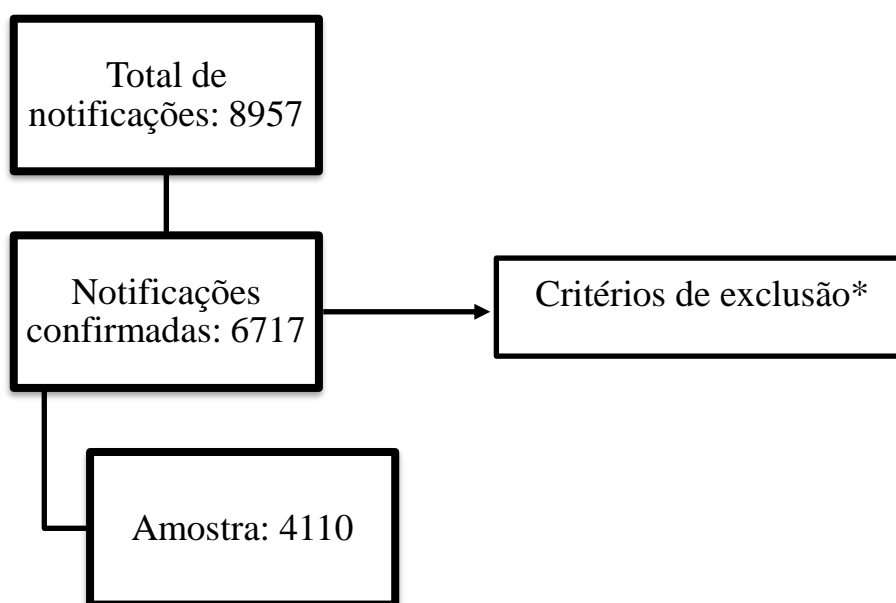 Total de
notificações: 8957
Notificações
confirmadas: 6717
Critérios de exclusão*
Amostra: 4110